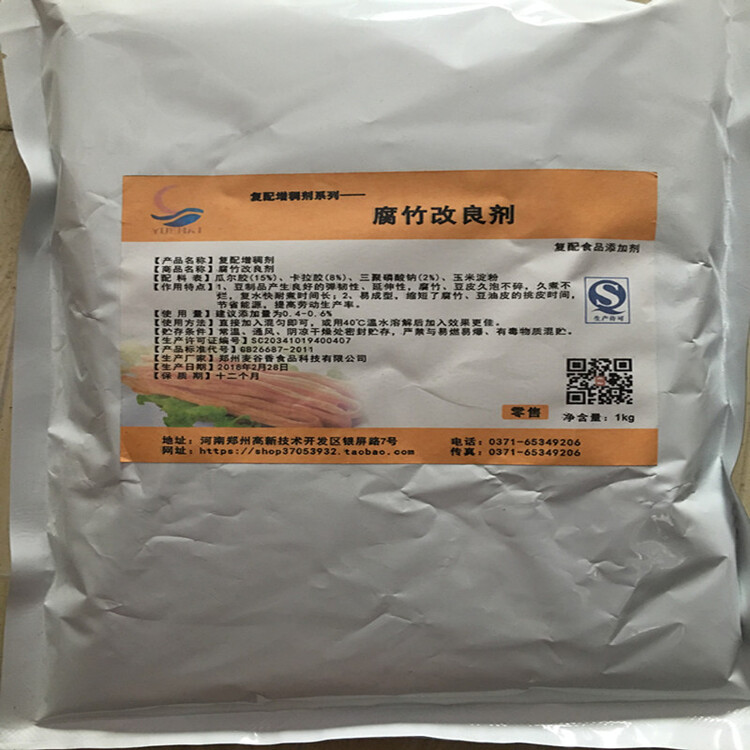 复配增稠剂系列——
腐竹改良剂
YIN HAI
复配食品添加剂
【产品名称】复配增稠剂
【商品名称】腐竹改良剂
【配 料 表】瓜尔胶(15%)、卡拉胶(8%)、三聚磷酸钠(2%)、玉米淀粉
【作用特点】1、豆制品产生良好的弹韧性、延伸性，腐竹、豆皮久泡不碎，久煮不
烂，复水快耐煮时间长；2、易成型，缩短了腐竹、豆油皮的挑皮时间，
节省能源，提高劳动生产率。
【使 用 量】建议添加量为0.4-0.6%
【使用方法】直接加入混匀即可，或用40℃温水溶解后加入效果更佳。
【贮存条件】常温、通风、阴凉干燥处密封贮存，严禁与易燃易爆、有毒物质混贮。
【生产许可证编号】SC20341019400407
【产品标准代号】GB26687-2011
【生产厂家】郑州麦谷香食品科技有限公司
【生产日期】2018年2月28日
【保 质 期】十二个月
生产许可
零售
净含量：1kg
地址：河南郑州高新技术开发区银屏路7号
电话：0371-65349206
网址：https://shop37053932.taobao.com
传真：0371-65349206